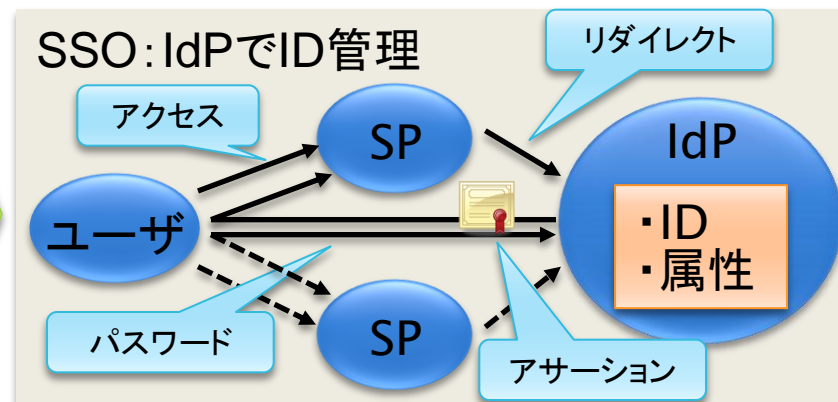 SSO:IdPでID管理
リダイレクト
アクセス
SP
IdP
ユーザ
・ID
・属性
パスワード
SP
アサーション